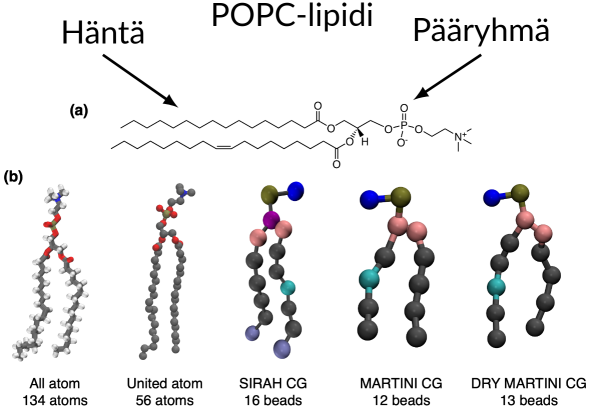 POPC-lipidi
Häntä
Pääryhmä
(a)
O
O
O
P
O
O
O-
N+
H
O
O
(b)
All atom
134 atoms
United atom
56 atoms
SIRAH CG
16 beads
MARTINI CG
12 beads
DRY MARTINI CG
13 beads